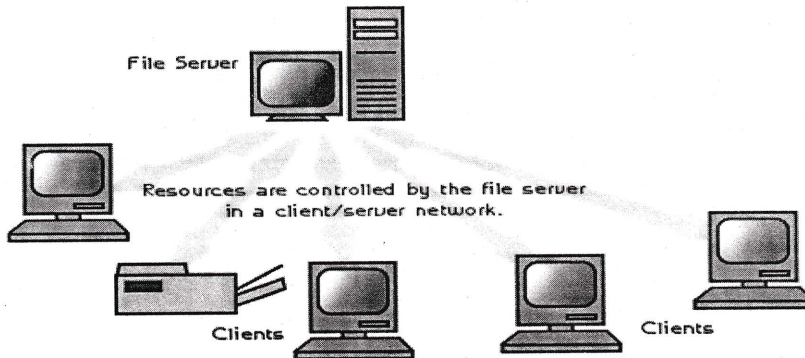 File Server
Resources are controlled by the file server
in a client/server network.
Clients
Clients